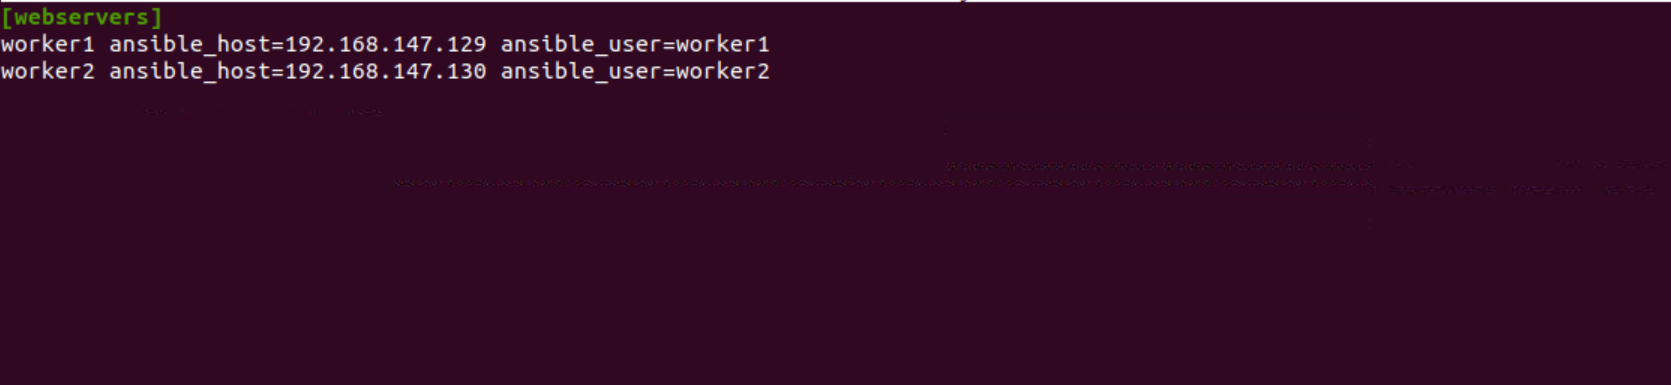 [webservers]
worker1 ansible_host=192.168.147.129 ansible_user=worker1
worker2 ansible_host=192.168.147.130 ansible_user=worker2